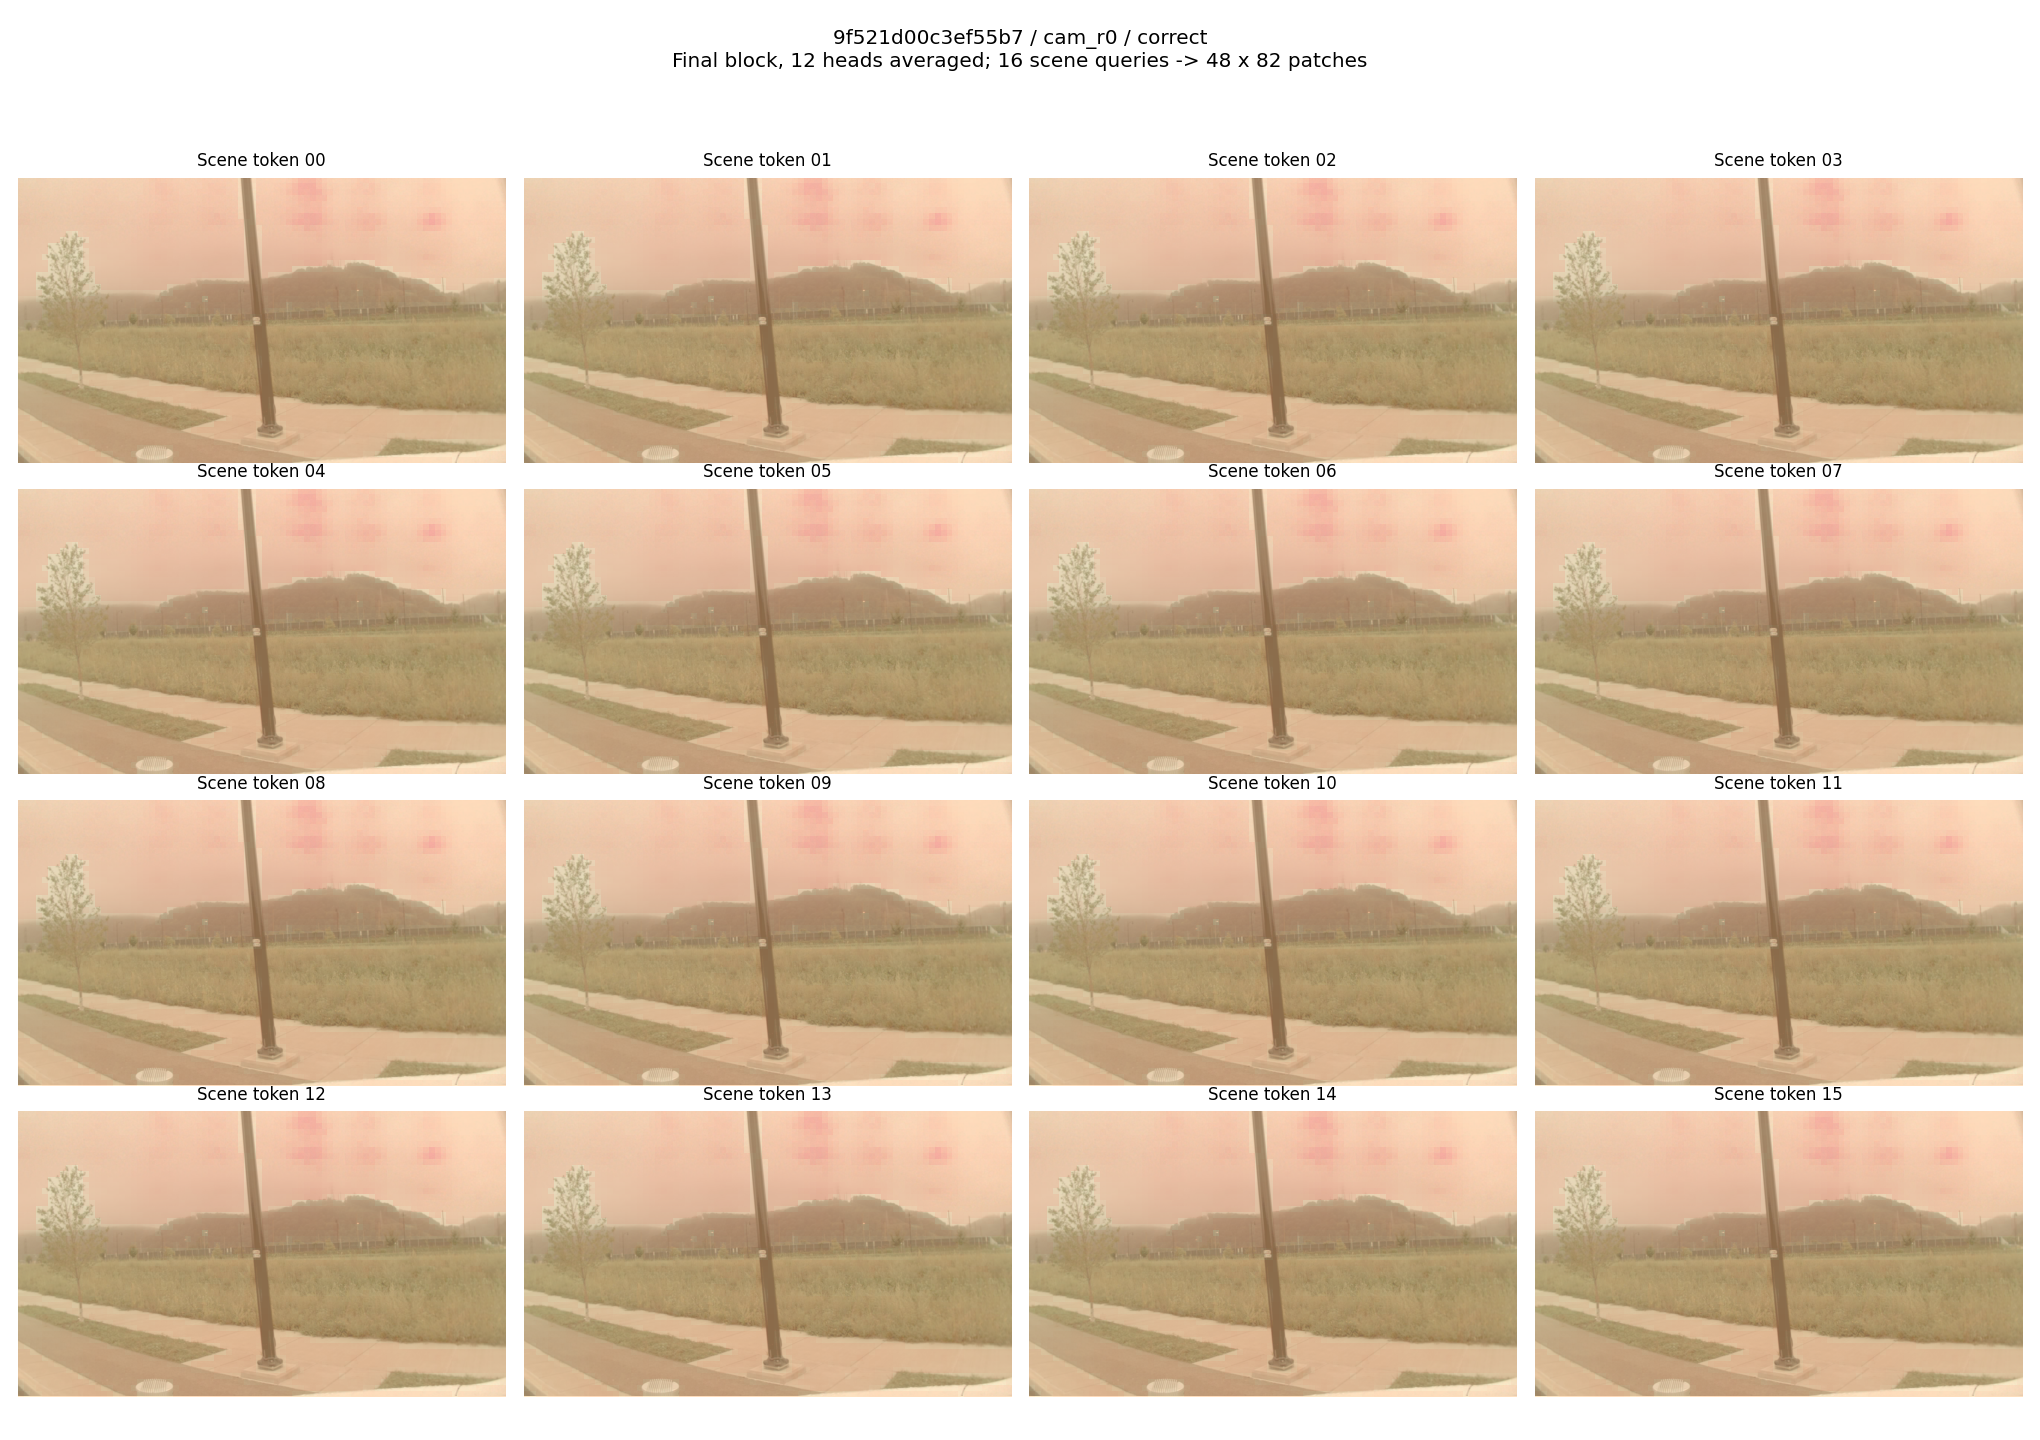 9f521d00c3ef55b7 / cam_r0 / correct
Final block, 12 heads averaged; 16 scene queries -> 48 x 82 patches
Scene token 00
Scene token 01
Scene token 02
Scene token 03
Scene token 04
Scene token 05
Scene token 06
Scene token 07
Scene token 08
Scene token 09
Scene token 10
Scene token 11
Scene token 12
Scene token 13
Scene token 14
Scene token 15